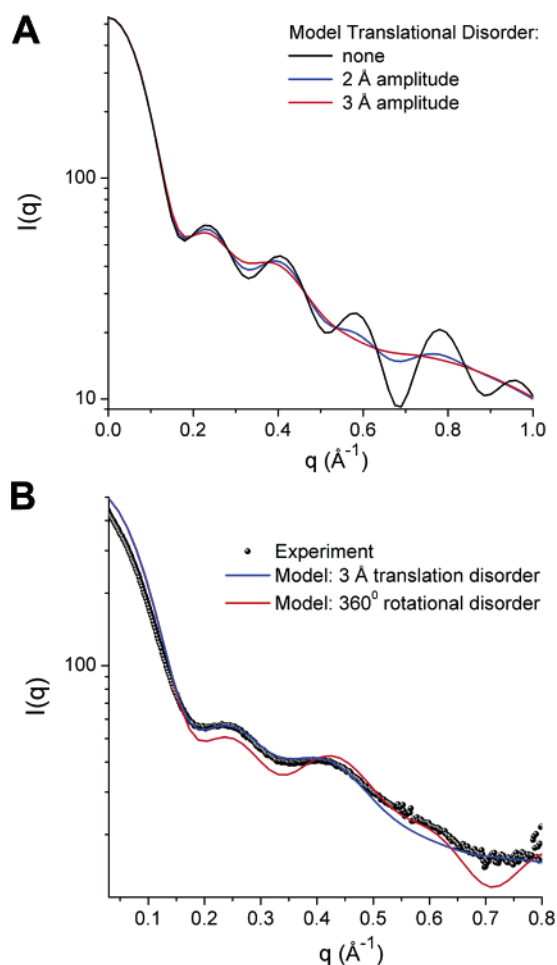 A
Model Translational Disorder:
none
2 Å amplitude
3 Å amplitude
I(q)
100
10
0.0 0.2 0.4 0.6 0.8 1.0
q (Å⁻¹)
B
Experiment
Model: 3 Å translation disorder
Model: 360⁰ rotational disorder
I(q)
100
0.1 0.2 0.3 0.4 0.5 0.6 0.7 0.8
q (Å⁻¹)